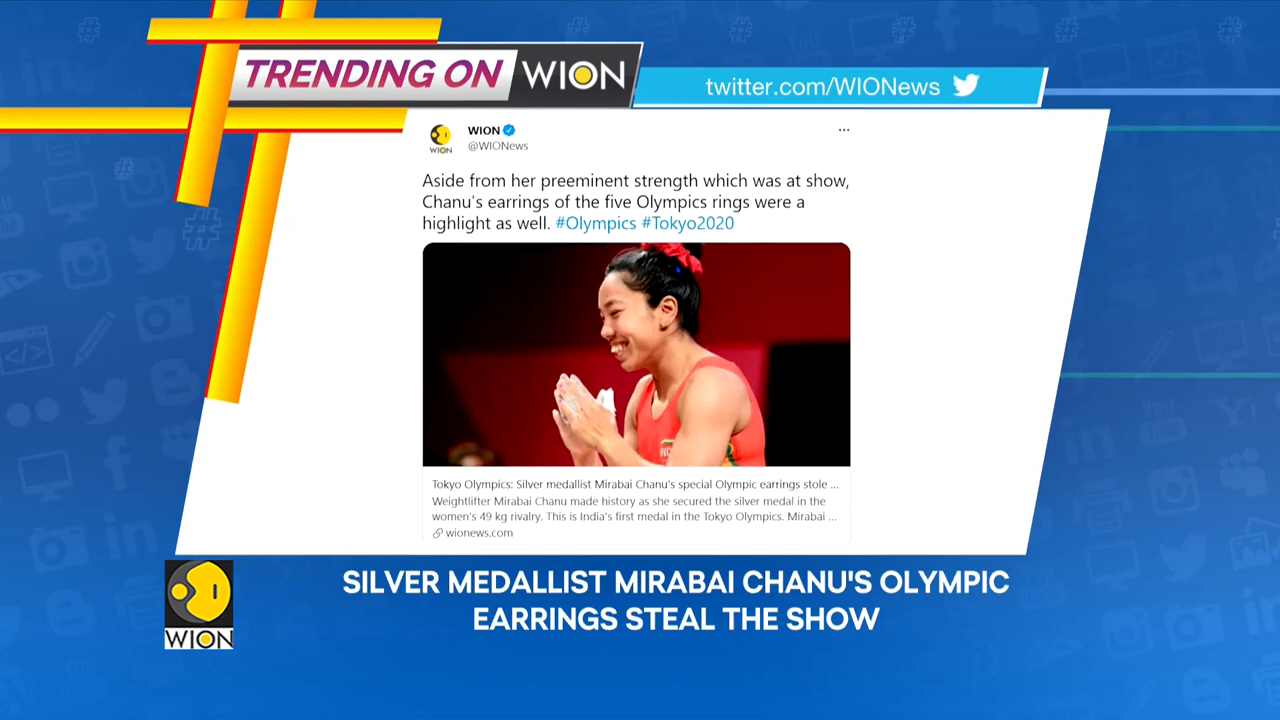 TRENDING ON WION
twitter.com/WIONews
WION
@WIONews
WION
Aside from her preeminent strength which was at show,
Chanu's earrings of the five Olympics rings were a
highlight as well. #Olympics #Tokyo2020
Tokyo Olympics: Silver medallist Mirabai Chanu's special Olympic earrings stole ...
Weightlifter Mirabai Chanu made history as she secured the silver medal in the
women's 49 kg rivalry. This is India's first medal in the Tokyo Olympics. Mirabai ...
wionews.com
SILVER MEDALLIST MIRABAI CHANU'S OLYMPIC
EARRINGS STEAL THE SHOW
WION